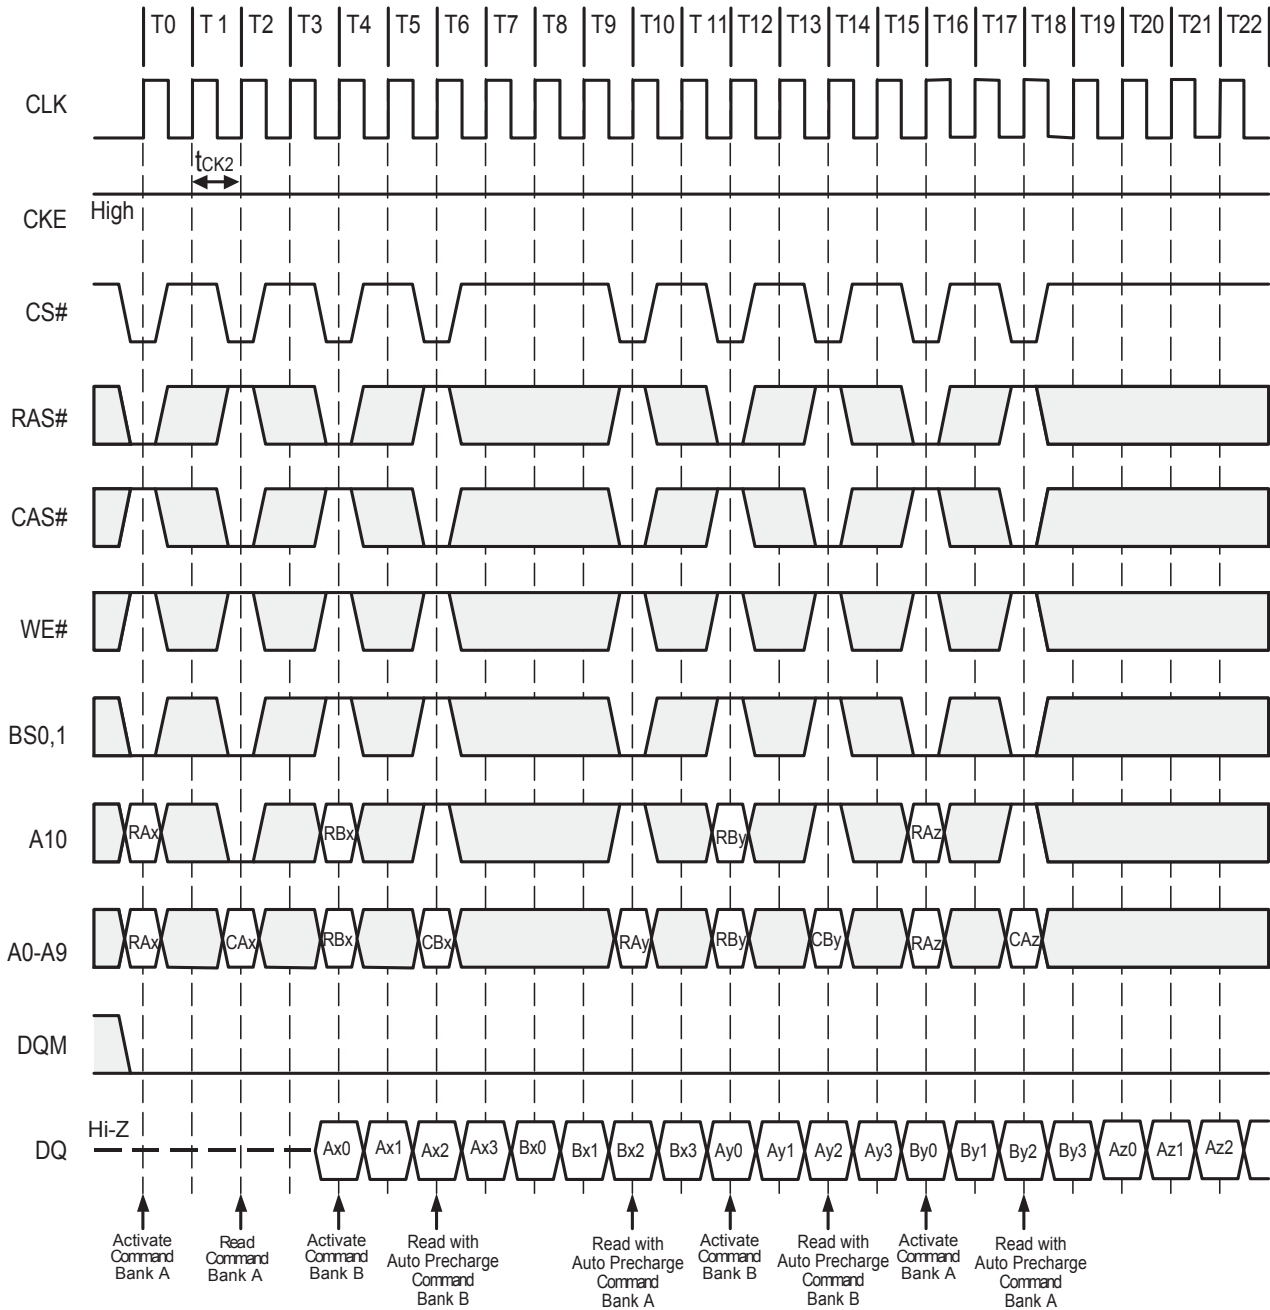 T0 T 1 T2 T3 T4 T5 T6 T7 T8 T9 T10 T 11 T12 T13 T14 T15 T16 T17 T18 T19 T20 T21 T22
CLK
tCK2
High
CKE
CS#
RAS#
CAS#
WE#
BS0,1
A10 RAx RBx RBy RAz
A0-A9 RAx CAx RBx CBx RAy RBy CBy RAz CAz
DQM
Hi-Z
DQ Ax0 Ax1 Ax2 Ax3 Bx0 Bx1 Bx2 Bx3 Ay0 Ay1 Ay2 Ay3 By0 By1 By2 By3 Az0 Az1 Az2
Activate
Command
Bank A
Read
Command
Bank A
Activate
Command
Bank B
Read with
Auto Precharge
Command
Bank B
Read with
Auto Precharge
Command
Bank A
Activate
Command
Bank B
Read with
Auto Precharge
Command
Bank B
Activate
Command
Bank A
Read with
Auto Precharge
Command
Bank A